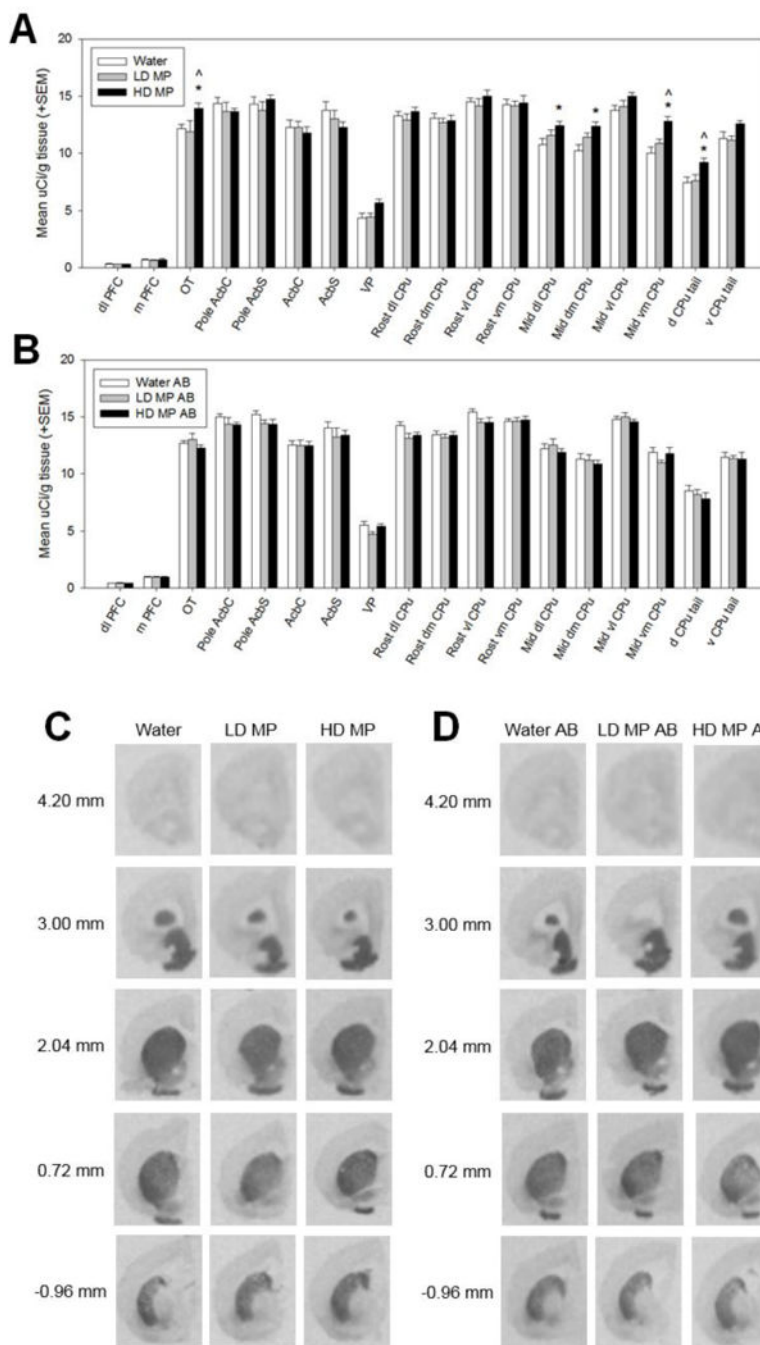 A
Mean uCi/g tissue (+SEM)
20
15
10
5
0
Water
LD MP
HD MP
^
*
*
*
^
*
^
*
dl PFC
m PFC
OT
Pole AcbC
Pole AcbS
AcbC
AcbS
VP
Rost dl CPu
Rost dm CPu
Rost vl CPu
Rost vm CPu
Mid dl CPu
Mid dm CPu
Mid vl CPu
Mid vm CPu
d CPu tail
v CPu tail
B
Mean uCi/g tissue (+SEM)
20
15
10
5
0
Water AB
LD MP AB
HD MP AB
dl PFC
m PFC
OT
Pole AcbC
Pole AcbS
AcbC
AcbS
VP
Rost dl CPu
Rost dm CPu
Rost vl CPu
Rost vm CPu
Mid dl CPu
Mid dm CPu
Mid vl CPu
Mid vm CPu
d CPu tail
v CPu tail
C
Water LD MP HD MP
4.20 mm
3.00 mm
2.04 mm
0.72 mm
-0.96 mm
D
Water AB LD MP AB HD MP A
4.20 mm
3.00 mm
2.04 mm
0.72 mm
-0.96 mm